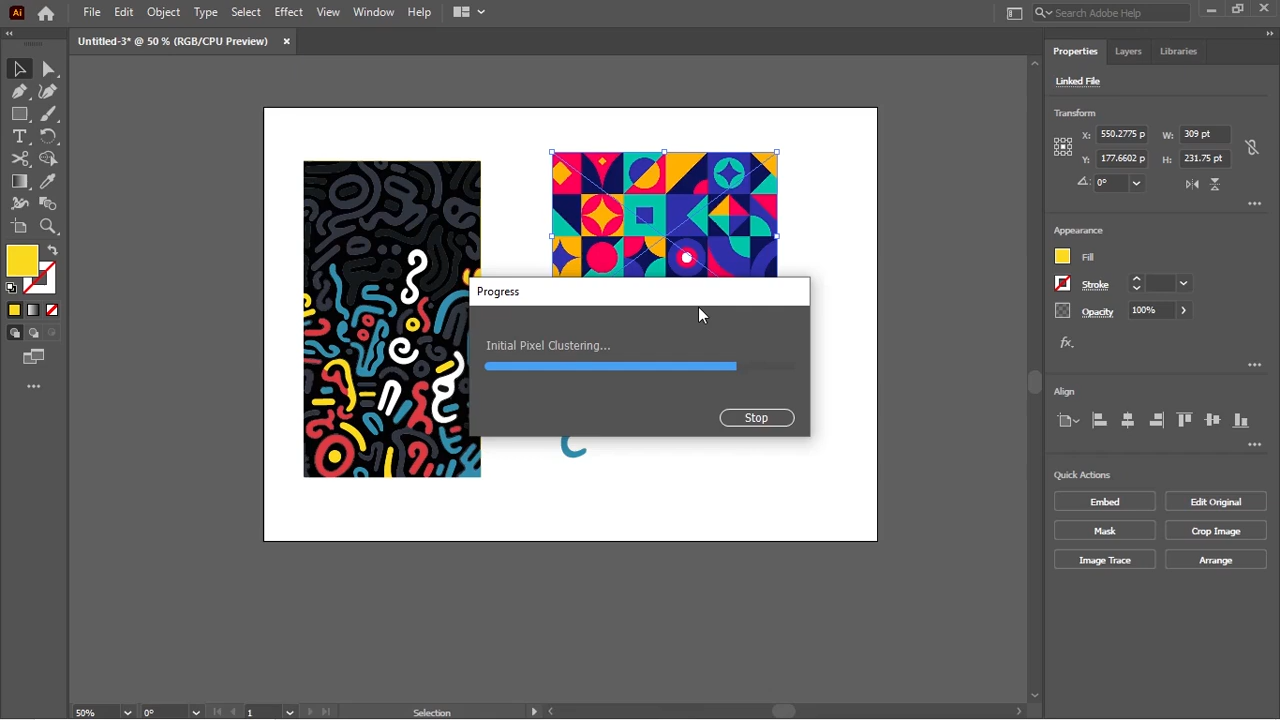 Ai File Edit Object Type Select Effect View Window Help Search Adobe Help
Untitled-3* @ 50 % (RGB/CPU Preview)
Properties Layers Libraries
Linked File
Transform
X: 550.2775 p W: 309 pt
Y: 177.6602 p H: 231.75 pt
0°
Appearance
Fill
Stroke
Opacity 100%
fx.
Align
Quick Actions
Embed Edit Original
Mask Crop Image
Image Trace Arrange
Progress
Initial Pixel Clustering...
Stop
50% 0° 1 Selection